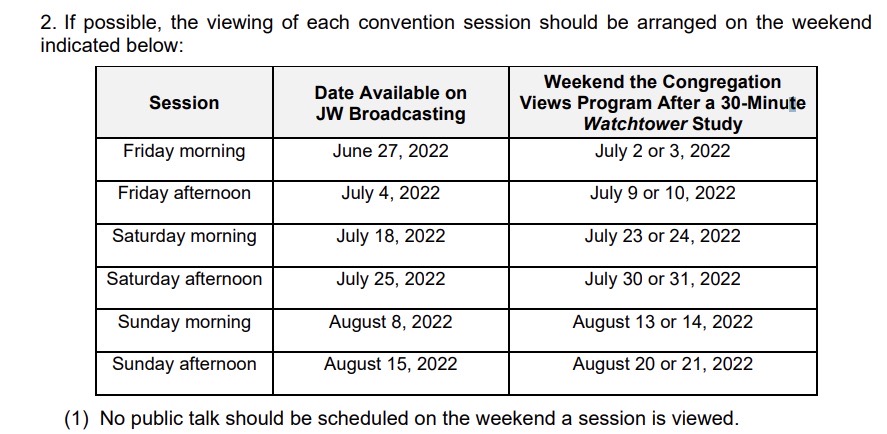 2. If possible, the viewing of each convention session should be arranged on the weekend
indicated below:
Session
Date Available on
JW Broadcasting
Weekend the Congregation
Views Program After a 30-Minute
Watchtower Study
Friday morning June 27, 2022 July 2 or 3, 2022
Friday afternoon July 4, 2022 July 9 or 10, 2022
Saturday morning July 18, 2022 July 23 or 24, 2022
Saturday afternoon July 25, 2022 July 30 or 31, 2022
Sunday morning August 8, 2022 August 13 or 14, 2022
Sunday afternoon August 15, 2022 August 20 or 21, 2022
(1) No public talk should be scheduled on the weekend a session is viewed.